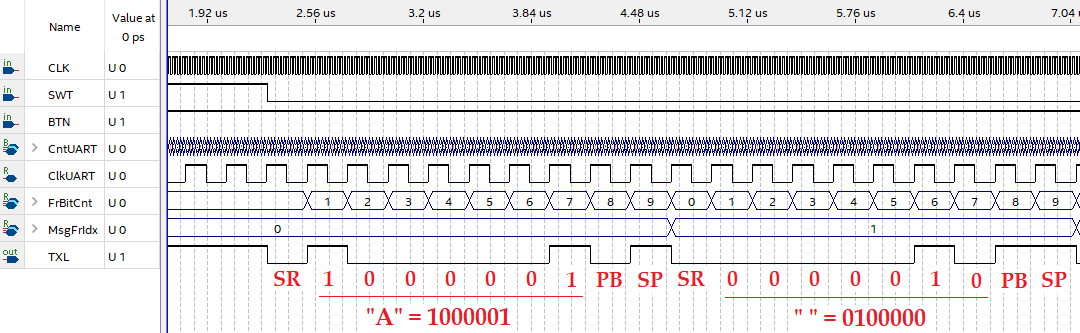 Name Value at 0 ps 1.92 us 2.56 us 3.2 us 3.84 us 4.48 us 5.12 us 5.76 us 6.4 us 7.04
in CLK U 0
in SWT U 1
in BTN U 1
R > CntUART U 0
R ClkUART U 0
R > FrBitCnt U 0 1 2 3 4 5 6 7 8 9 0 1 2 3 4 5 6 7 8 9
R > MsgFrIdx U 0 0 1
out TXL U 1
SR 1 0 0 0 0 0 1 PB SP SR 0 0 0 0 0 1 0 PB SP
"A" = 1000001 " " = 0100000